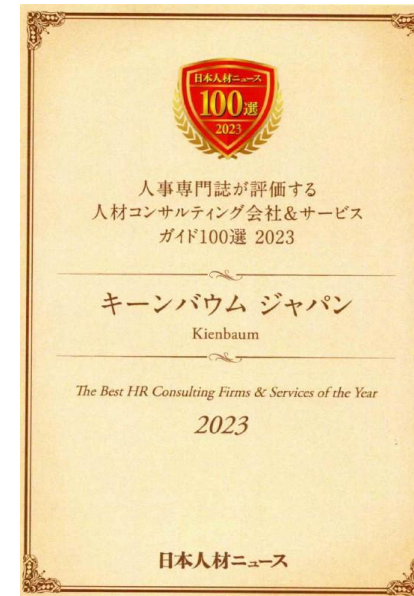 日本人材ニュース
100選
2023
人事専門誌が評価する
人材コンサルティング会社&サービス
ガイド100選 2023
キーンバウム ジャパン
Kienbaum
The Best HR Consulting Firms & Services of the Year
2023
日本人材ニュース